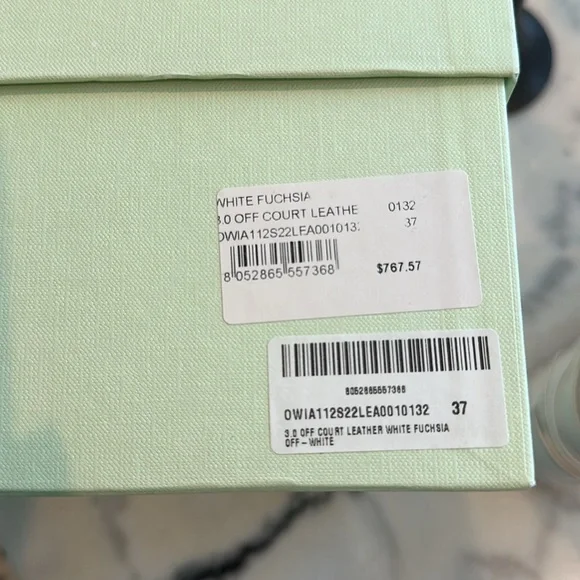 WHITE FUCHSIA 0132
3.0 OFF COURT LEATHE 37
OWIA112S22LEA0010132
8 052865 557368 $767.57
8052865557368
OWIA112S22LEA0010132 37
3.0 OFF COURT LEATHER WHITE FUCHSIA
OFF-WHITE